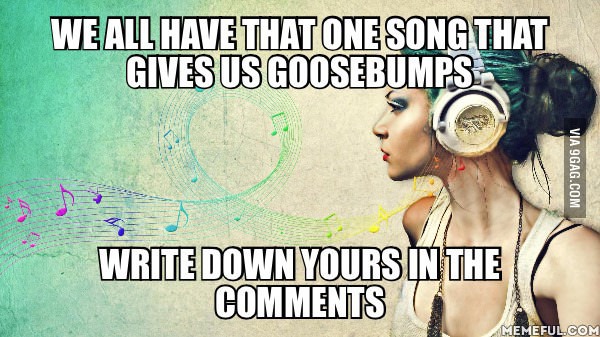 WE ALL HAVE THAT ONE SONG THAT
GIVES US GOOSEBUMPS
VIA 9GAG.COM
WRITE DOWN YOURS IN THE
COMMENTS
MEMEFUL.COM